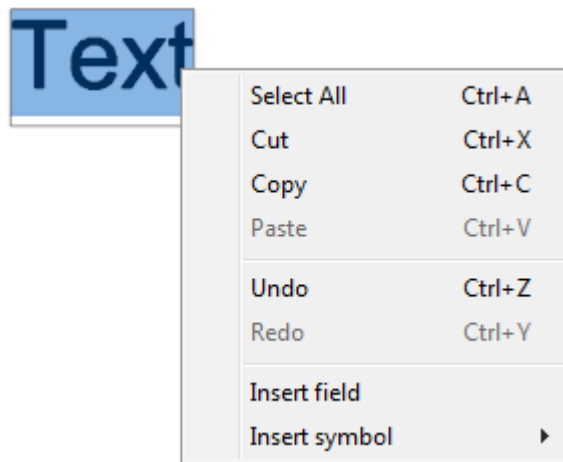 Text
Select All Ctrl+A
Cut Ctrl+X
Copy Ctrl+C
Paste Ctrl+V
Undo Ctrl+Z
Redo Ctrl+Y
Insert field
Insert symbol